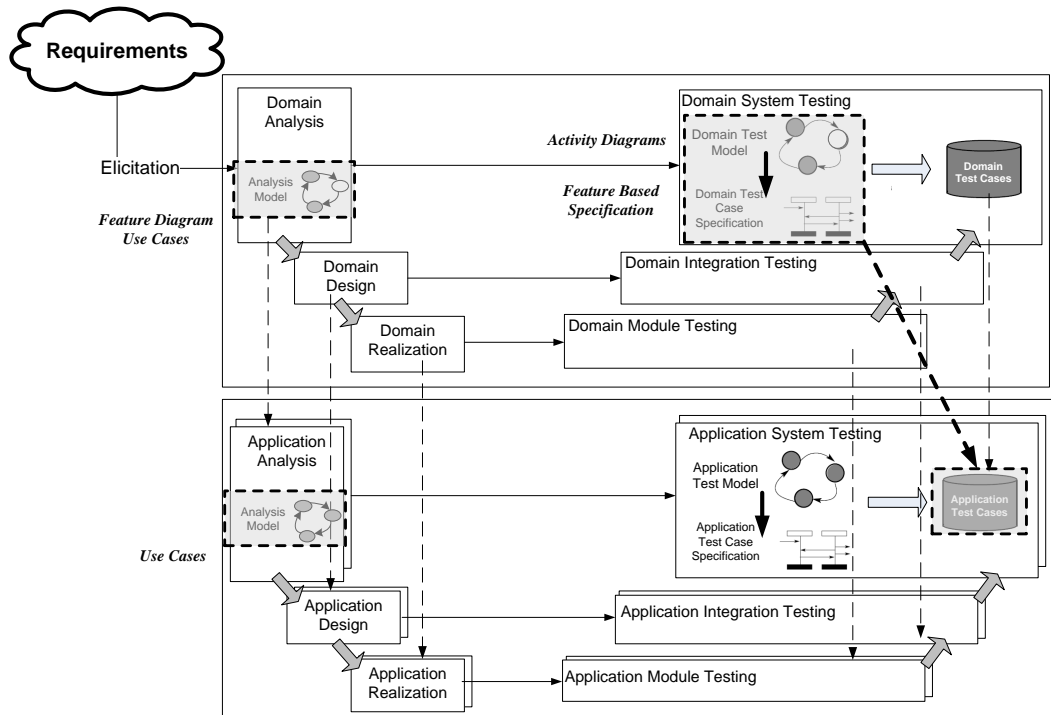 Requirements
Elicitation
Feature Diagram
Use Cases
Domain
Analysis
Analysis
Model
Activity Diagrams
Feature Based
Specification
Domain System Testing
Domain Test
Model
Domain Test
Case
Specification
Domain
Test Cases
Domain
Design
Domain Integration Testing
Domain
Realization
Domain Module Testing
Application
Analysis
Analysis
Model
Use Cases
Application System Testing
Application
Test Model
Application
Test Case
Specification
Application
Test Cases
Application
Design
Application Integration Testing
Application
Realization
Application Module Testing